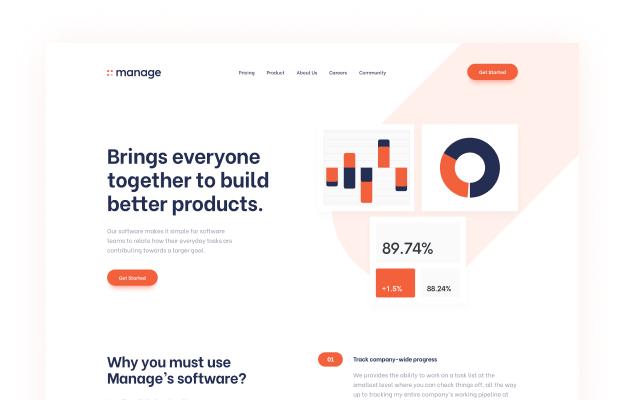 manage
Pricing Product About Us Careers Community
Get Started
Brings everyone
together to build
better products.
Our software makes it simple for software
teams to relate how their everyday tasks are
contributing towards a larger goal.
Get Started
89.74%
+1.5%
88.24%
Why you must use
Manage's software?
01
Track company-wide progress
We provides the ability to work on a task list at the
smallest level where you can check things off, all the way
up to tracking my entire company's working pipeline at